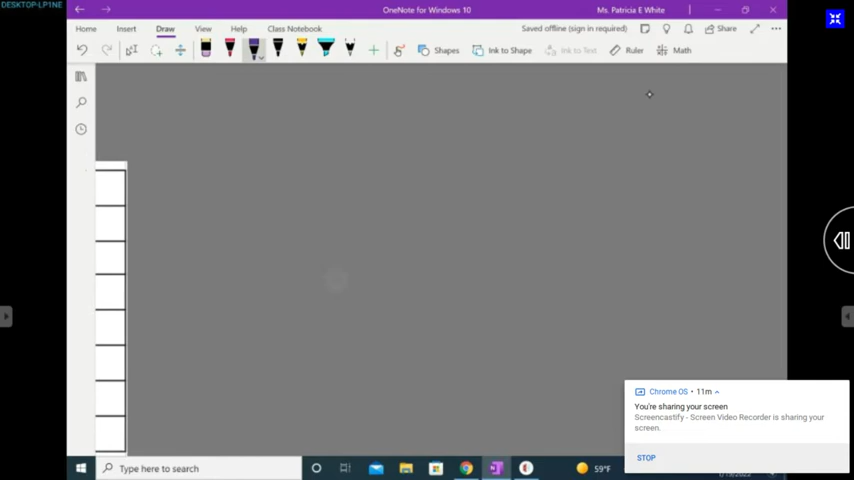 DESKTOP-LP1NE
OneNote for Windows 10
Ms. Patricia E White
Home Insert Draw View Help Class Notebook
Saved offline (sign in required)
Share
Shapes
Ink to Shape
Ink to Text
Ruler
Math
Chrome OS • 11m
You're sharing your screen
Screencastify - Screen Video Recorder is sharing your
screen.
STOP
Type here to search
59°F